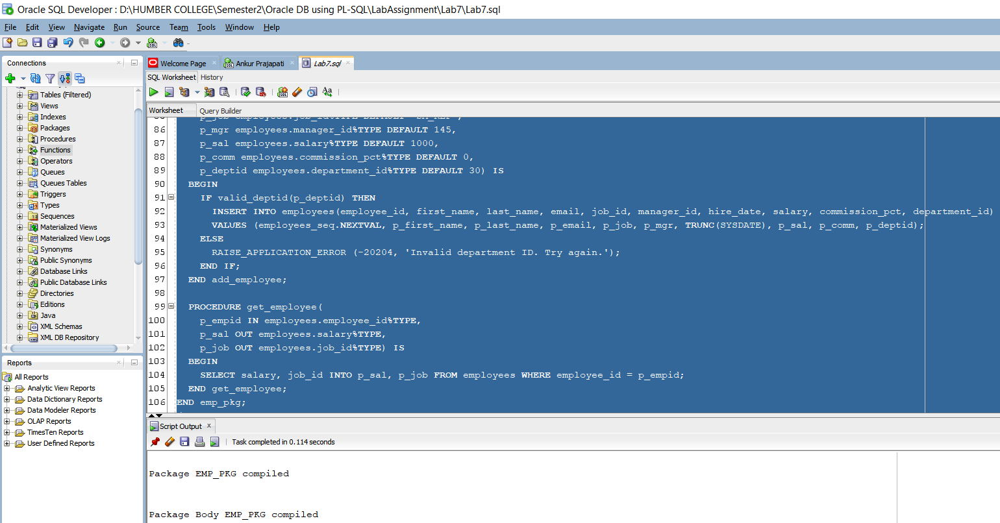 Oracle SQL Developer : D:\HUMBER COLLEGE\Semester2\Oracle DB using PL-SQL\LabAssignment\Lab7\Lab7.sql
File Edit View Navigate Run Source Team Tools Window Help
Connections
Tables (Filtered)
Views
Indexes
Packages
Procedures
Functions
Operators
Queues
Queues Tables
Triggers
Types
Sequences
Materialized Views
Materialized View Logs
Synonyms
Public Synonyms
Database Links
Public Database Links
Directories
Editions
Java
XML Schemas
XML DB Repository
Reports
All Reports
Analytic View Reports
Data Dictionary Reports
Data Modeler Reports
OLAP Reports
TimesTen Reports
User Defined Reports
Welcome Page Ankur Prajapati Lab7.sql
SQL Worksheet History
Worksheet Query Builder
86 p_mgr employees.manager_id%TYPE DEFAULT 145,
87 p_sal employees.salary%TYPE DEFAULT 1000,
88 p_comm employees.commission_pct%TYPE DEFAULT 0,
89 p_deptid employees.department_id%TYPE DEFAULT 30) IS
90 BEGIN
91 IF valid_deptid(p_deptid) THEN
92 INSERT INTO employees(employee_id, first_name, last_name, email, job_id, manager_id, hire_date, salary, commission_pct, department_id)
93 VALUES (employees_seq.NEXTVAL, p_first_name, p_last_name, p_email, p_job, p_mgr, TRUNC(SYSDATE), p_sal, p_comm, p_deptid);
94 ELSE
95 RAISE_APPLICATION_ERROR (-20204, 'Invalid department ID. Try again.');
96 END IF;
97 END add_employee;
98
99 PROCEDURE get_employee(
100 p_empid IN employees.employee_id%TYPE,
101 p_sal OUT employees.salary%TYPE,
102 p_job OUT employees.job_id%TYPE) IS
103 BEGIN
104 SELECT salary, job_id INTO p_sal, p_job FROM employees WHERE employee_id = p_empid;
105 END get_employee;
106 END emp_pkg;
Script Output
Task completed in 0.114 seconds
Package EMP_PKG compiled
Package Body EMP_PKG compiled